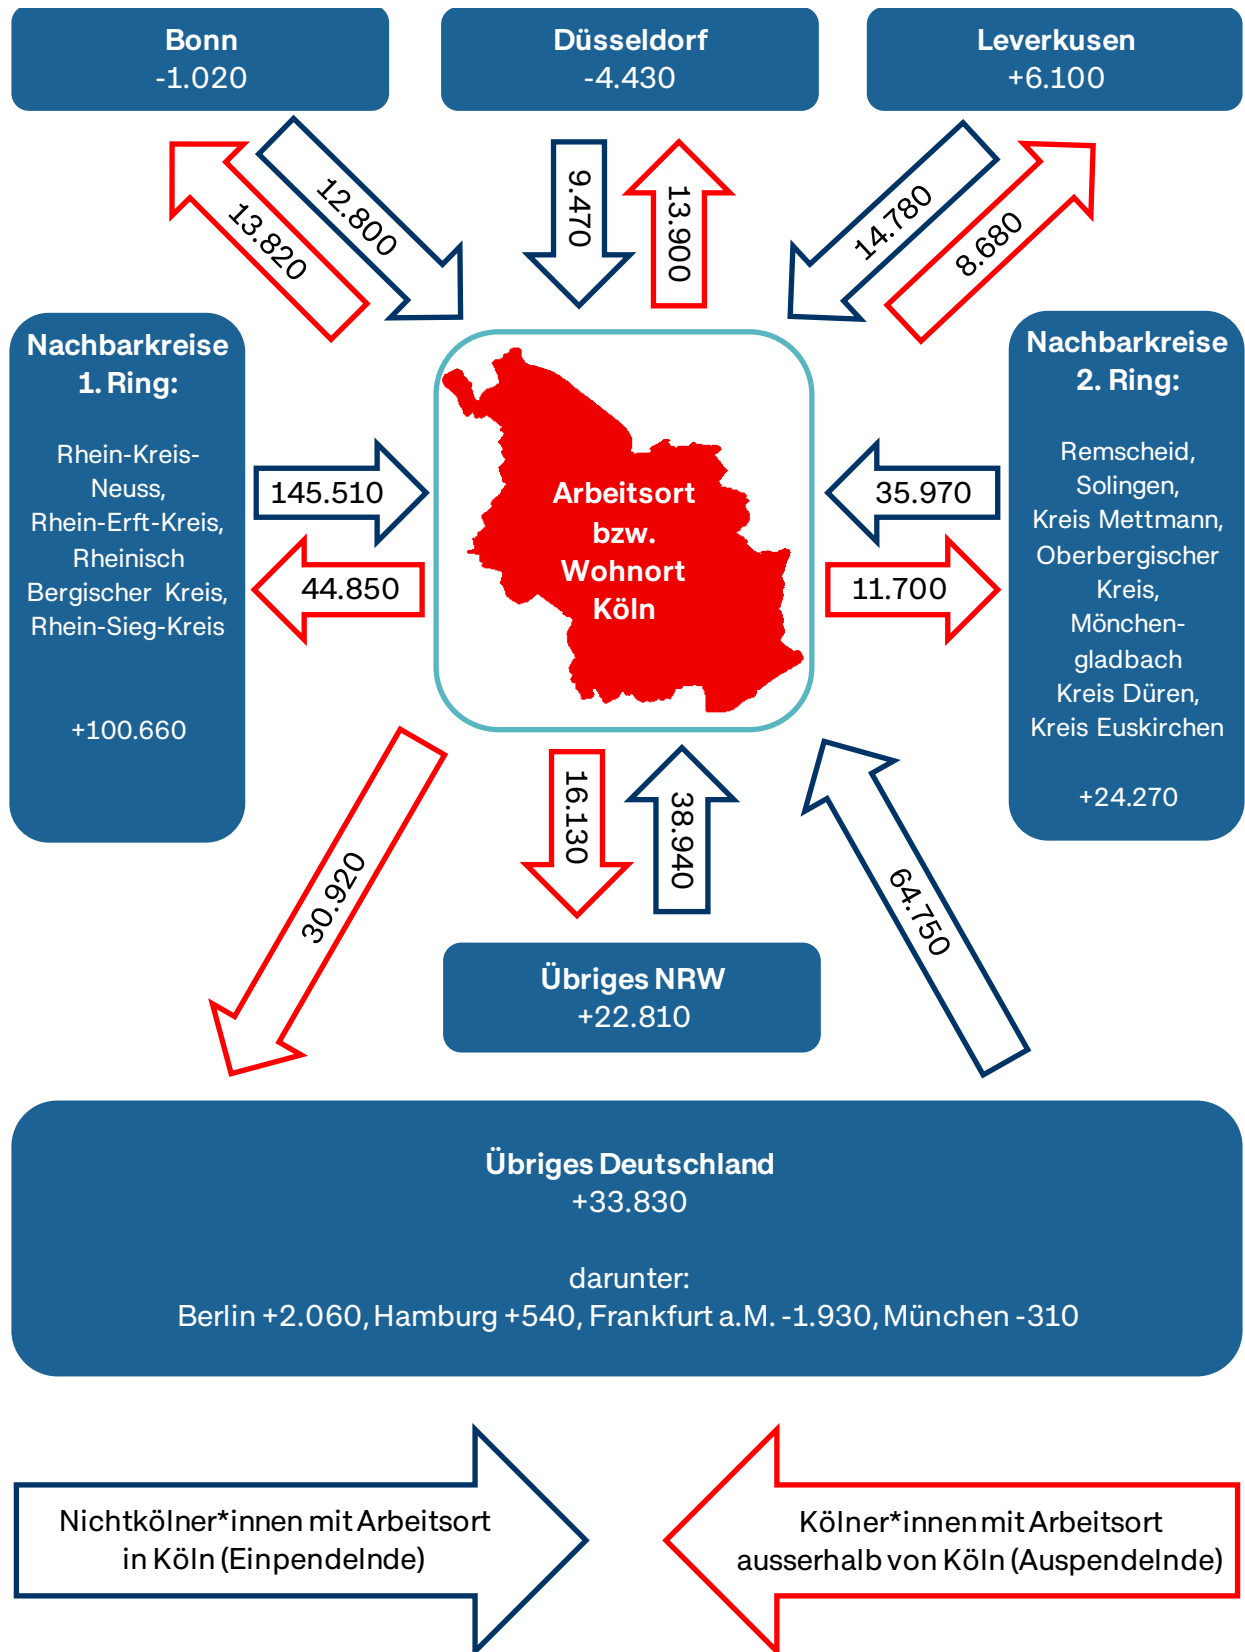 Bonn
-1.020
Düsseldorf
-4.430
Leverkusen
+6.100
13.820
12.800
9.470
13.900
14.780
8.680
Nachbarkreise
1. Ring:
Rhein-Kreis-
Neuss,
Rhein-Erft-Kreis,
Rheinisch
Bergischer Kreis,
Rhein-Sieg-Kreis
+100.660
145.510
44.850
Arbeitsort
bzw.
Wohnort
Köln
35.970
11.700
Nachbarkreise
2. Ring:
Remscheid,
Solingen,
Kreis Mettmann,
Oberbergischer
Kreis,
Mönchen-
gladbach
Kreis Düren,
Kreis Euskirchen
+24.270
30.920
16.130
38.940
64.750
Übriges NRW
+22.810
Übriges Deutschland
+33.830
darunter:
Berlin +2.060, Hamburg +540, Frankfurt a.M. -1.930, München -310
Nichtkölner*innen mit Arbeitsort
in Köln (Einpendelnde)
Kölner*innen mit Arbeitsort
ausserhalb von Köln (Auspendelnde)